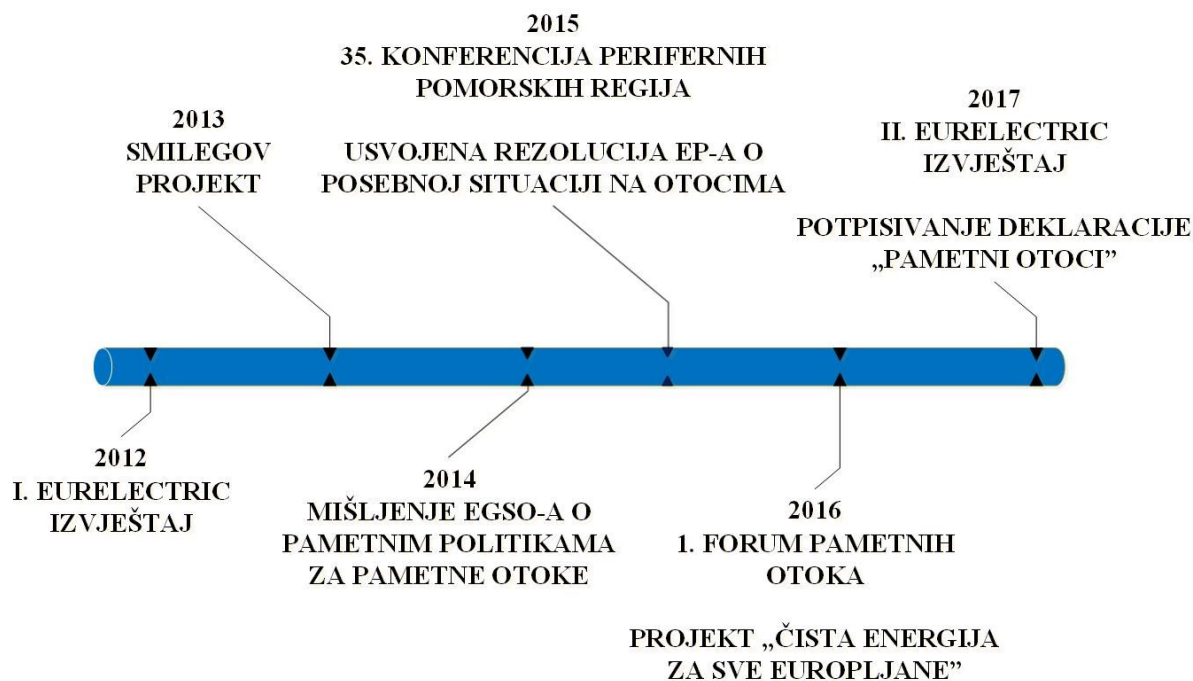 2015
35. KONFERENCIJA PERIFERNIH
POMORSKIH REGIJA
USVOJENA REZOLUCIJA EP-A O
POSEBNOJ SITUACIJI NA OTOCIMA
2013
SMILEGOV
PROJEKT
2017
II. EURELECTRIC
IZVJEŠTAJ
POTPISIVANJE DEKLARACIJE
„PAMETNI OTOCI”
2012
I. EURELECTRIC
IZVJEŠTAJ
2014
MIŠLJENJE EGSO-A O
PAMETNIM POLITIKAMA
ZA PAMETNE OTOKE
2016
1. FORUM PAMETNIH
OTOKA
PROJEKT „ČISTA ENERGIJA
ZA SVE EUROPLJANE”